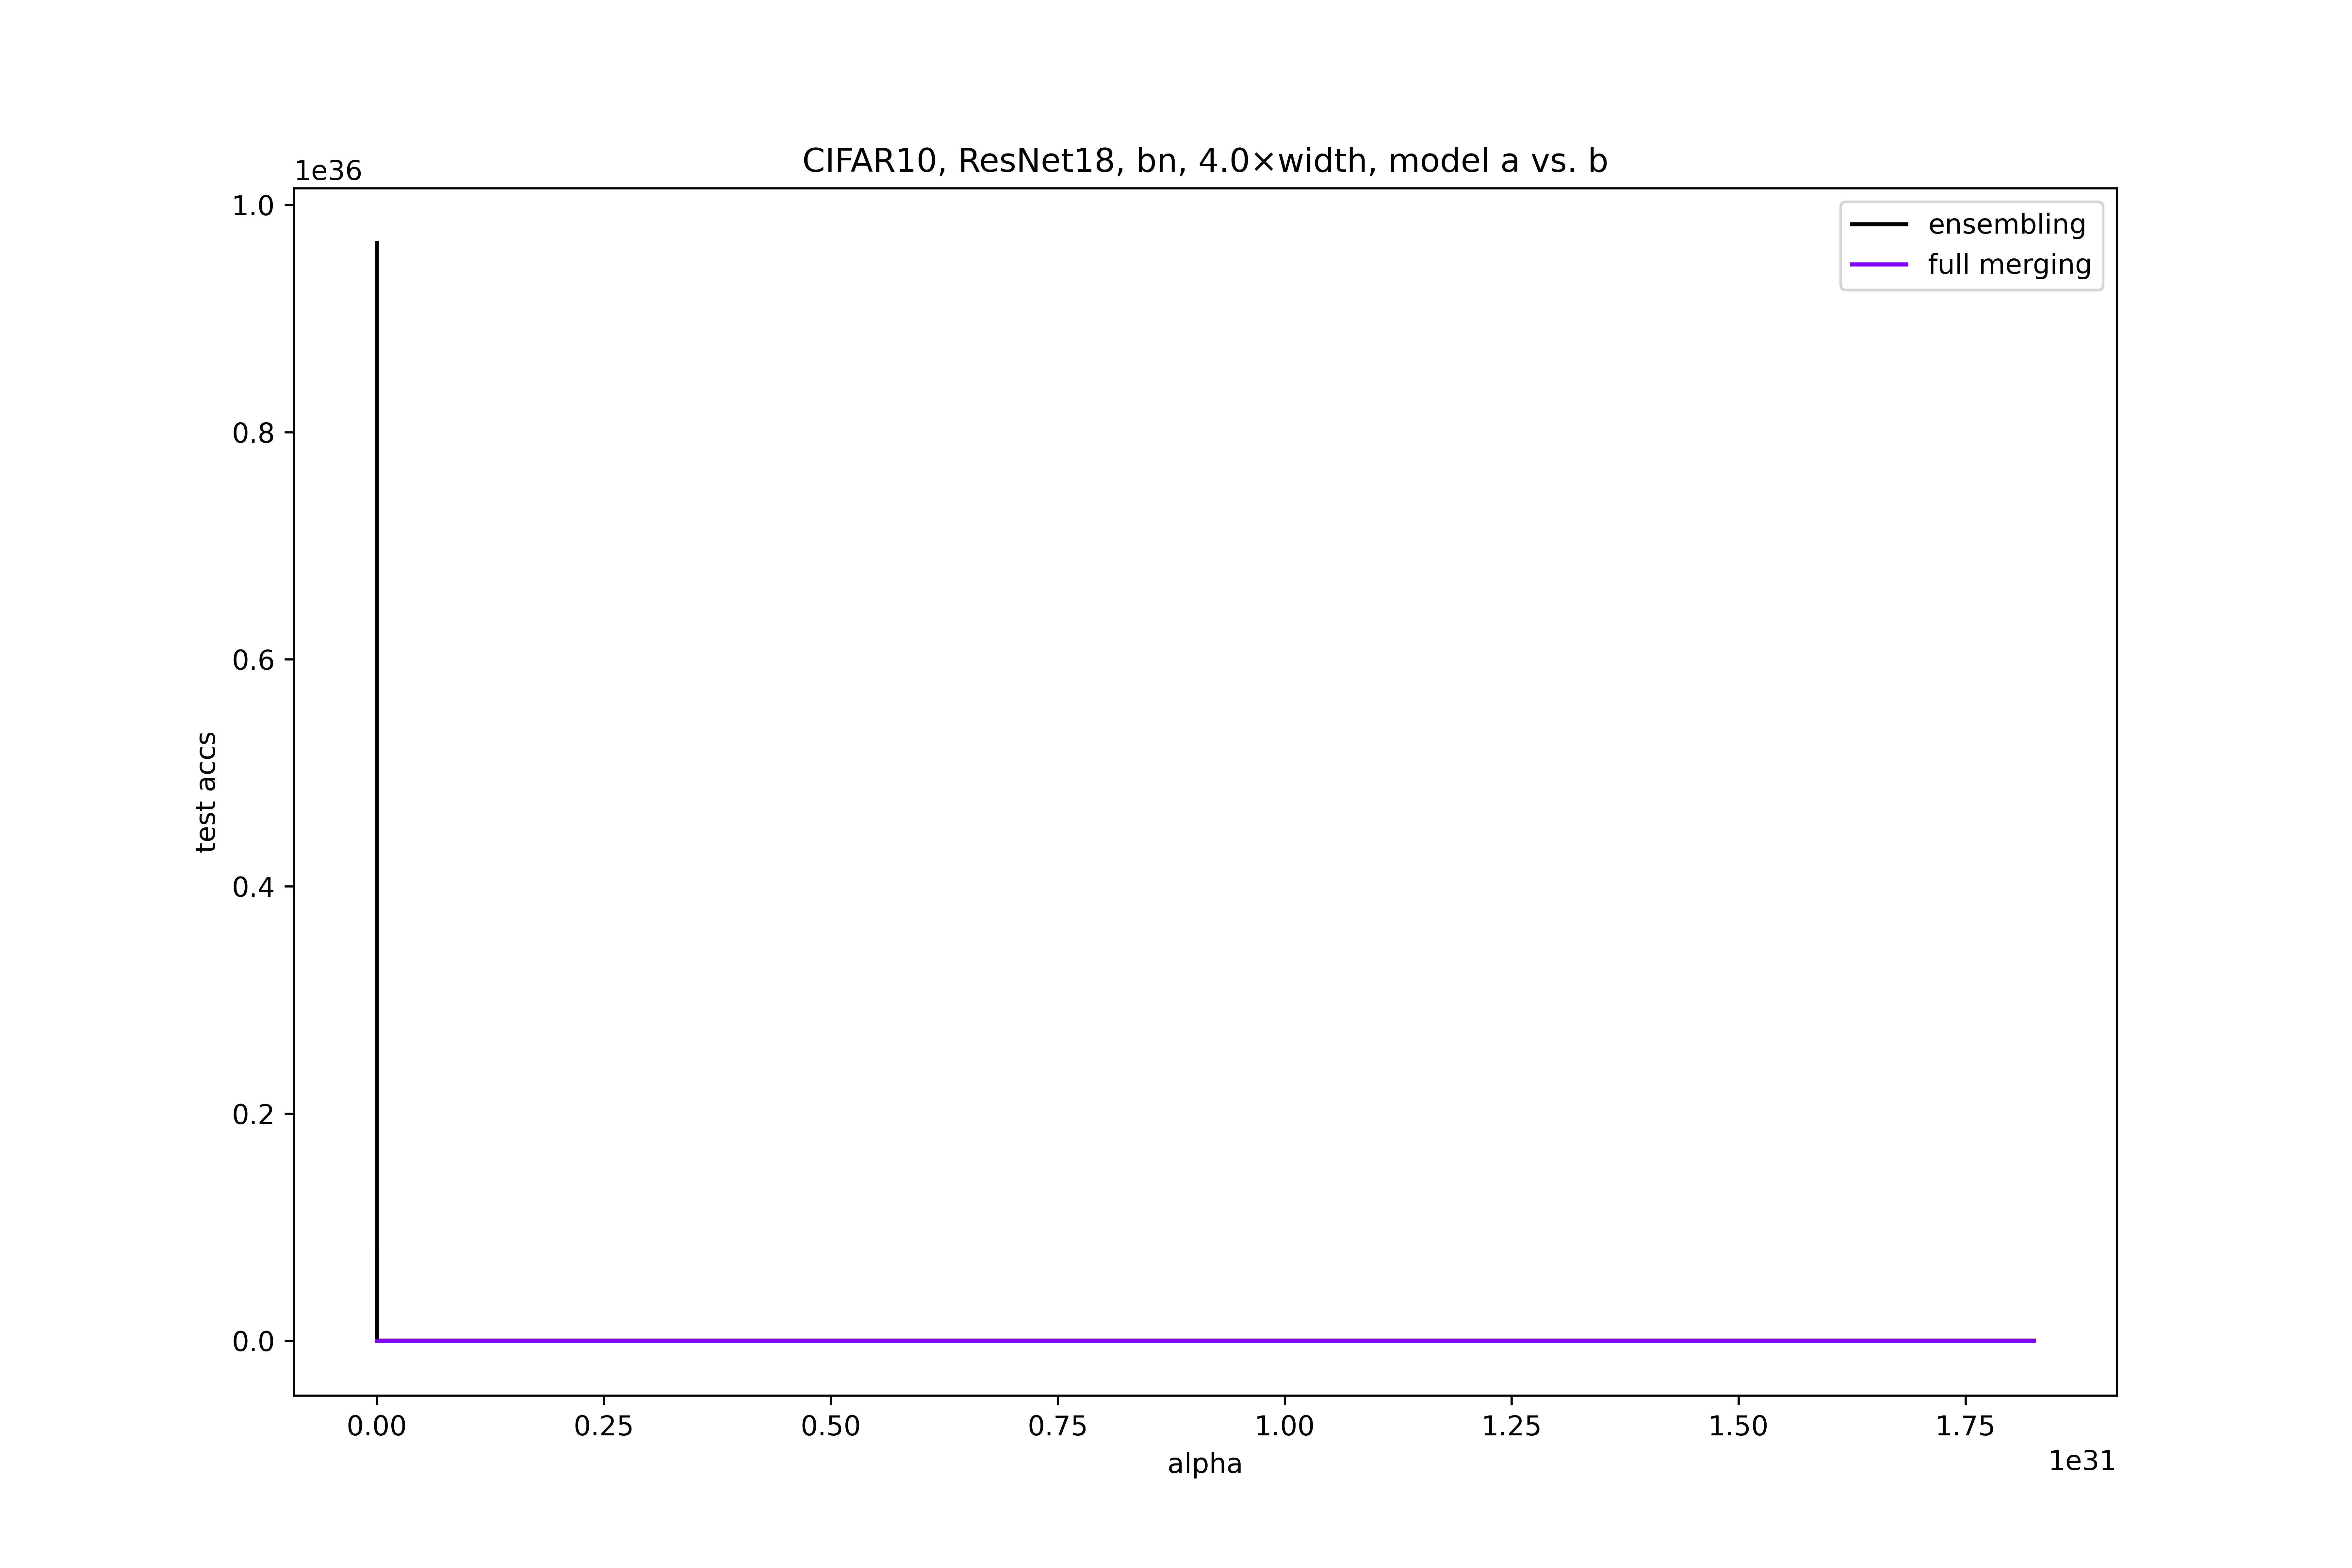 CIFAR10, ResNet18, bn, 4.0×width, model a vs. b
1e36
1.0
0.8
0.6
0.4
0.2
0.0
test accs
ensembling
full merging
0.00 0.25 0.50 0.75 1.00 1.25 1.50 1.75
alpha
1e31